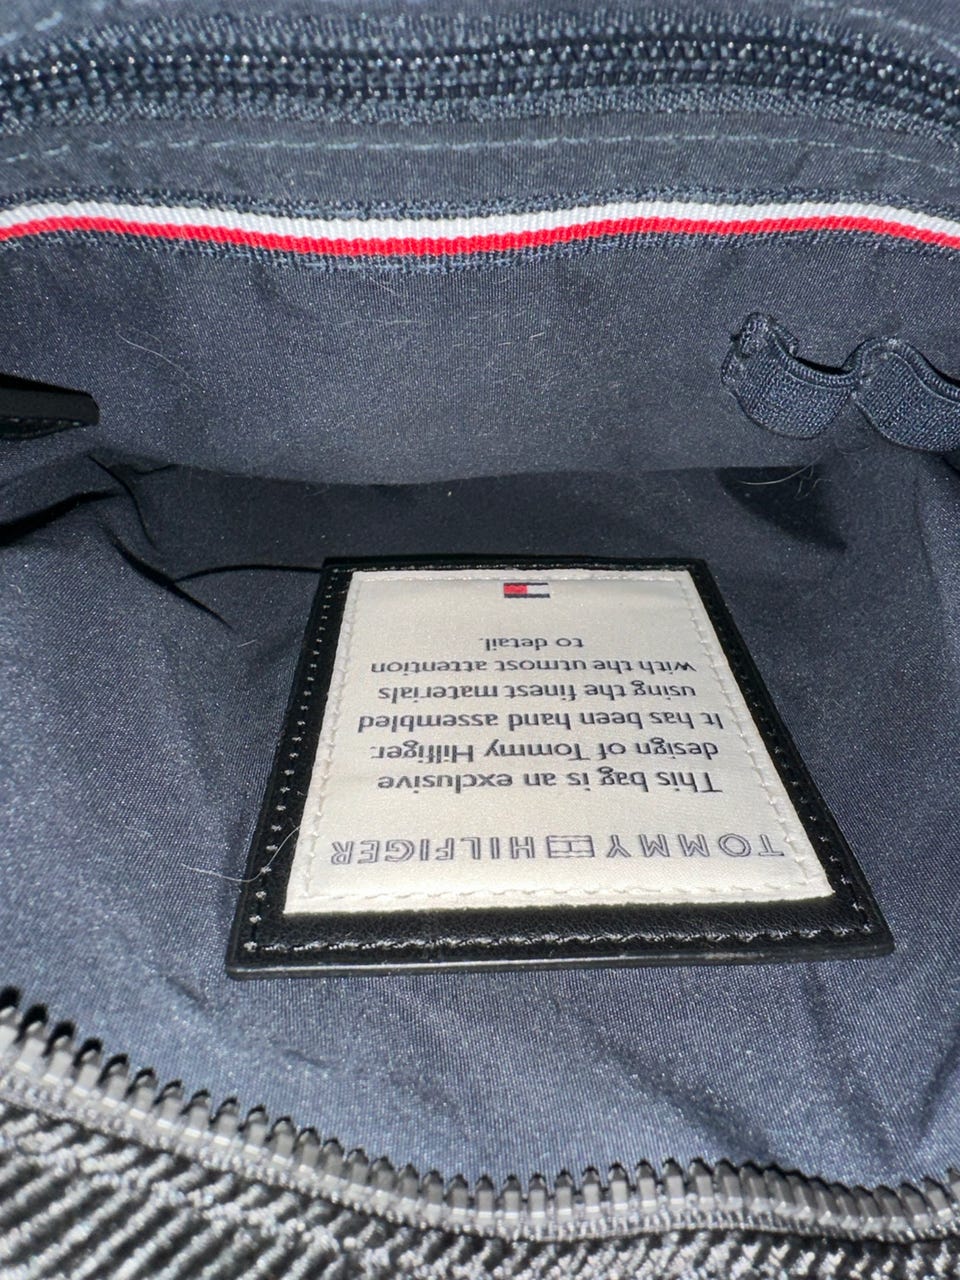 TOMMY HILFIGER
This bag is an exclusive
design of Tommy Hilfiger.
It has been hand assembled
using the finest materials
with the utmost attention
to detail.